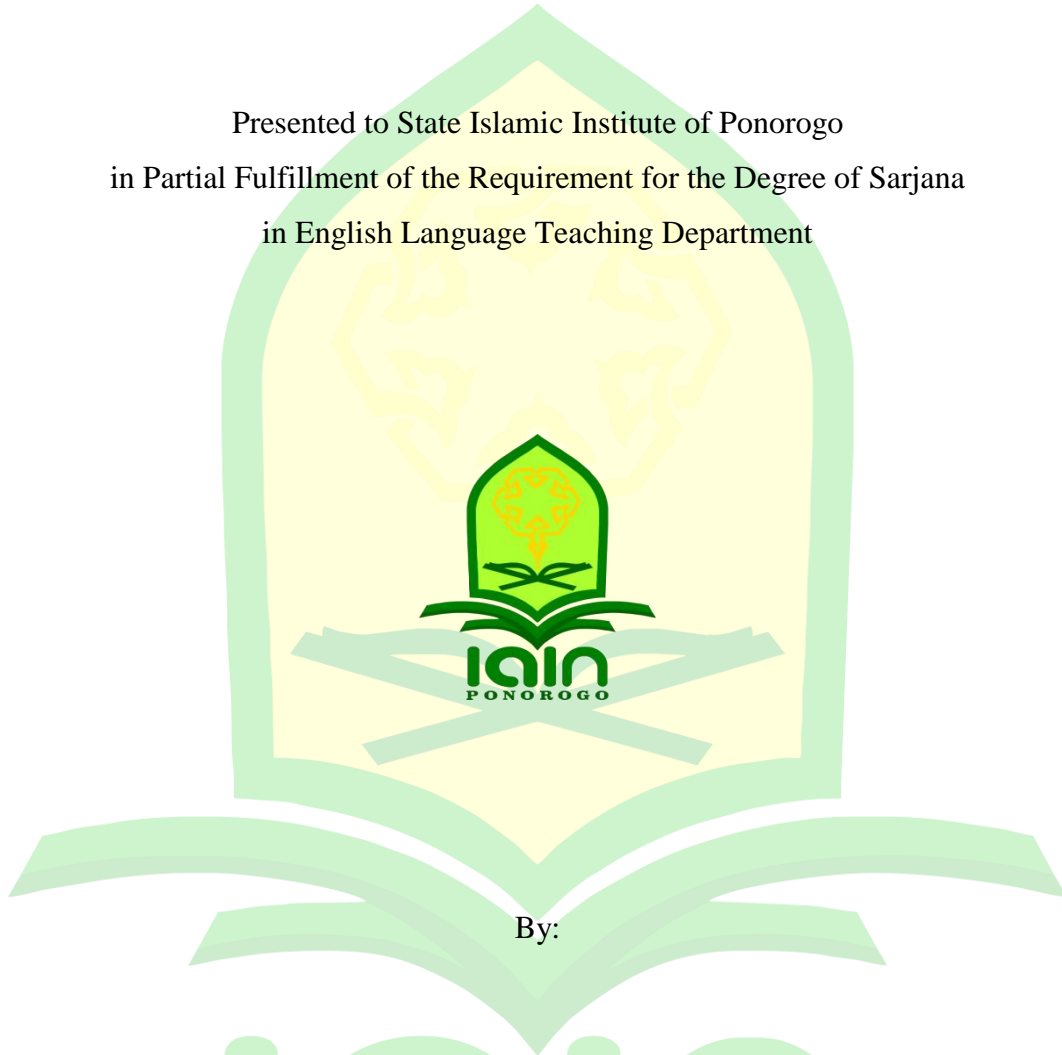 Presented to State Islamic Institute of Ponorogo
in Partial Fulfillment of the Requirement for the Degree of Sarjana
in English Language Teaching Department
iain
PONOROGO
By: